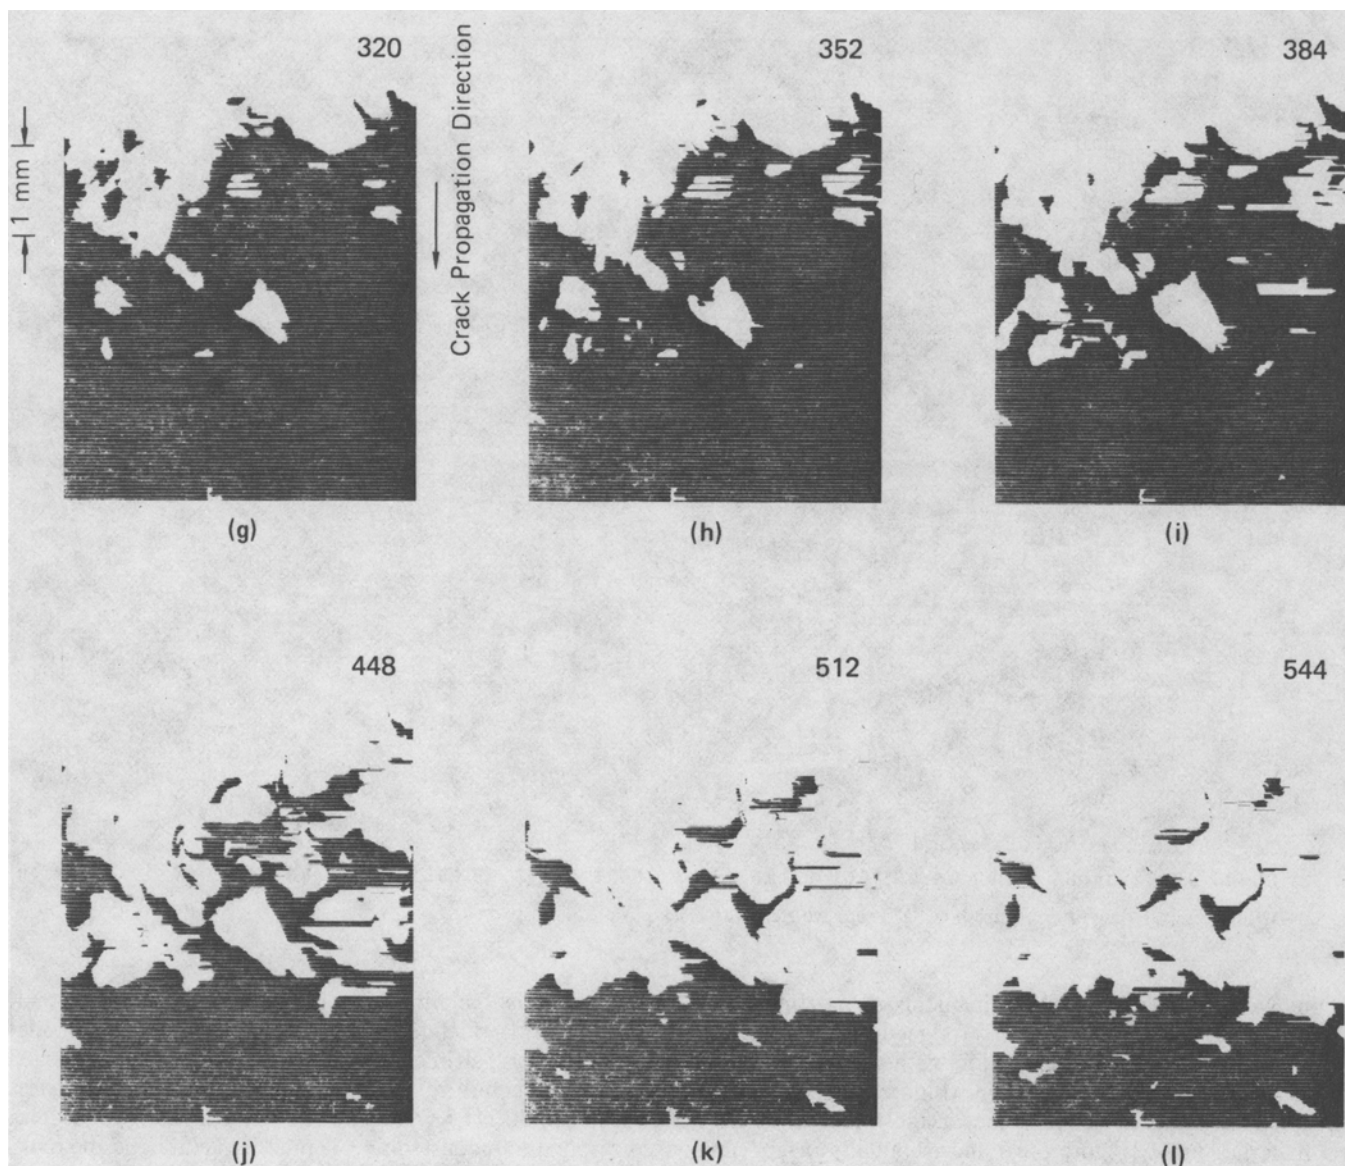 320
352
384
1 mm
Crack Propagation Direction
(g)
(h)
(i)
448
512
544
(j)
(k)
(l)